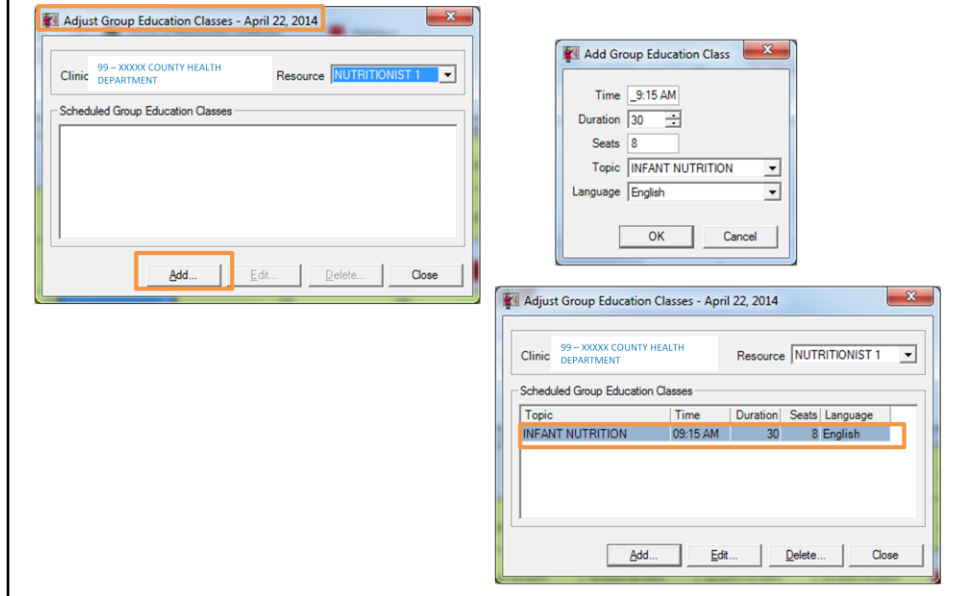 Adjust Group Education Classes - April 22, 2014
Clinic 99 – XXXXX COUNTY HEALTH DEPARTMENT Resource NUTRITIONIST 1
Scheduled Group Education Classes
Add... Edit... Delete... Close
Add Group Education Class
Time _9:15 AM
Duration 30
Seats 8
Topic INFANT NUTRITION
Language English
OK Cancel
Adjust Group Education Classes - April 22, 2014
Clinic 99 – XXXXX COUNTY HEALTH DEPARTMENT Resource NUTRITIONIST 1
Scheduled Group Education Classes
Topic Time Duration Seats Language
INFANT NUTRITION 09:15 AM 30 8 English
Add... Edit... Delete... Close